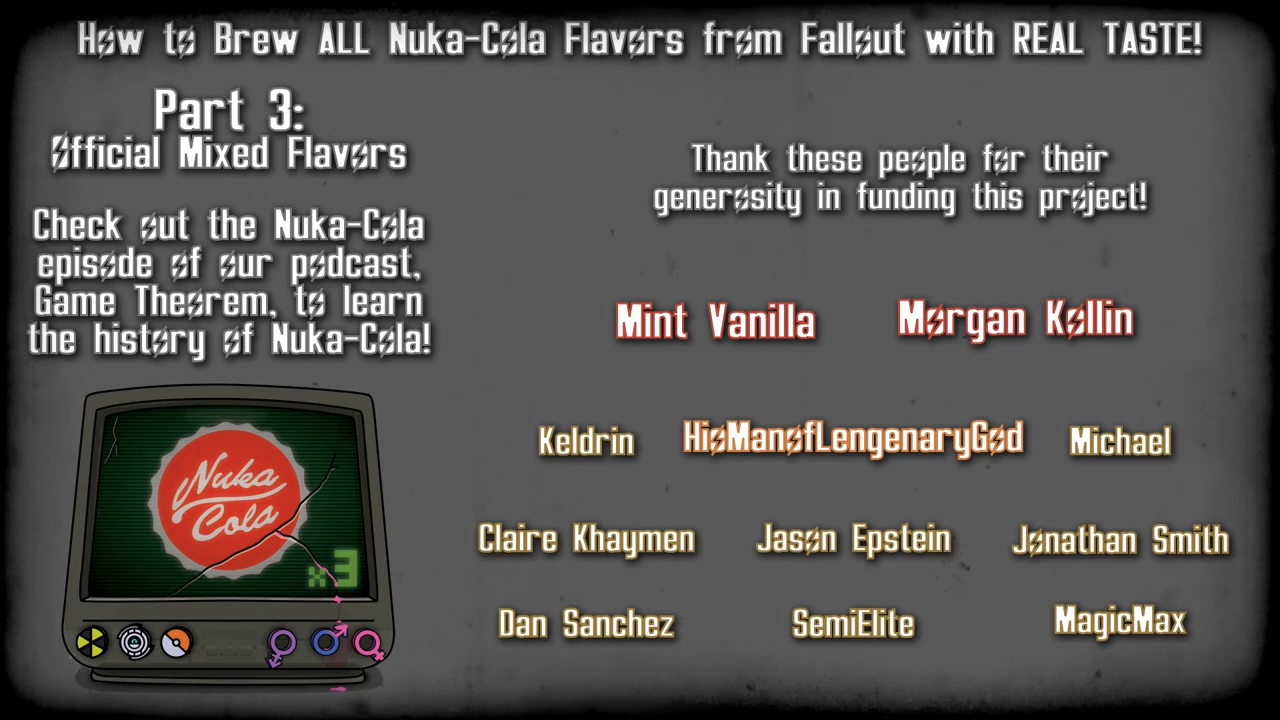 How to Brew ALL Nuka-Cola Flavors from Fallout with REAL TASTE!
Part 3:
Official Mixed Flavors
Check out the Nuka-Cola
episode of our podcast,
Game Theorem, to learn
the history of Nuka-Cola!
Nuka
Cola
x3
Thank these people for their
generosity in funding this project!
Mint Vanilla
Morgan Kollin
Keldrin
HisManofLengenaryGod
Michael
Claire Khaymen
Jason Epstein
Jonathan Smith
Dan Sanchez
SemiElite
MagicMax